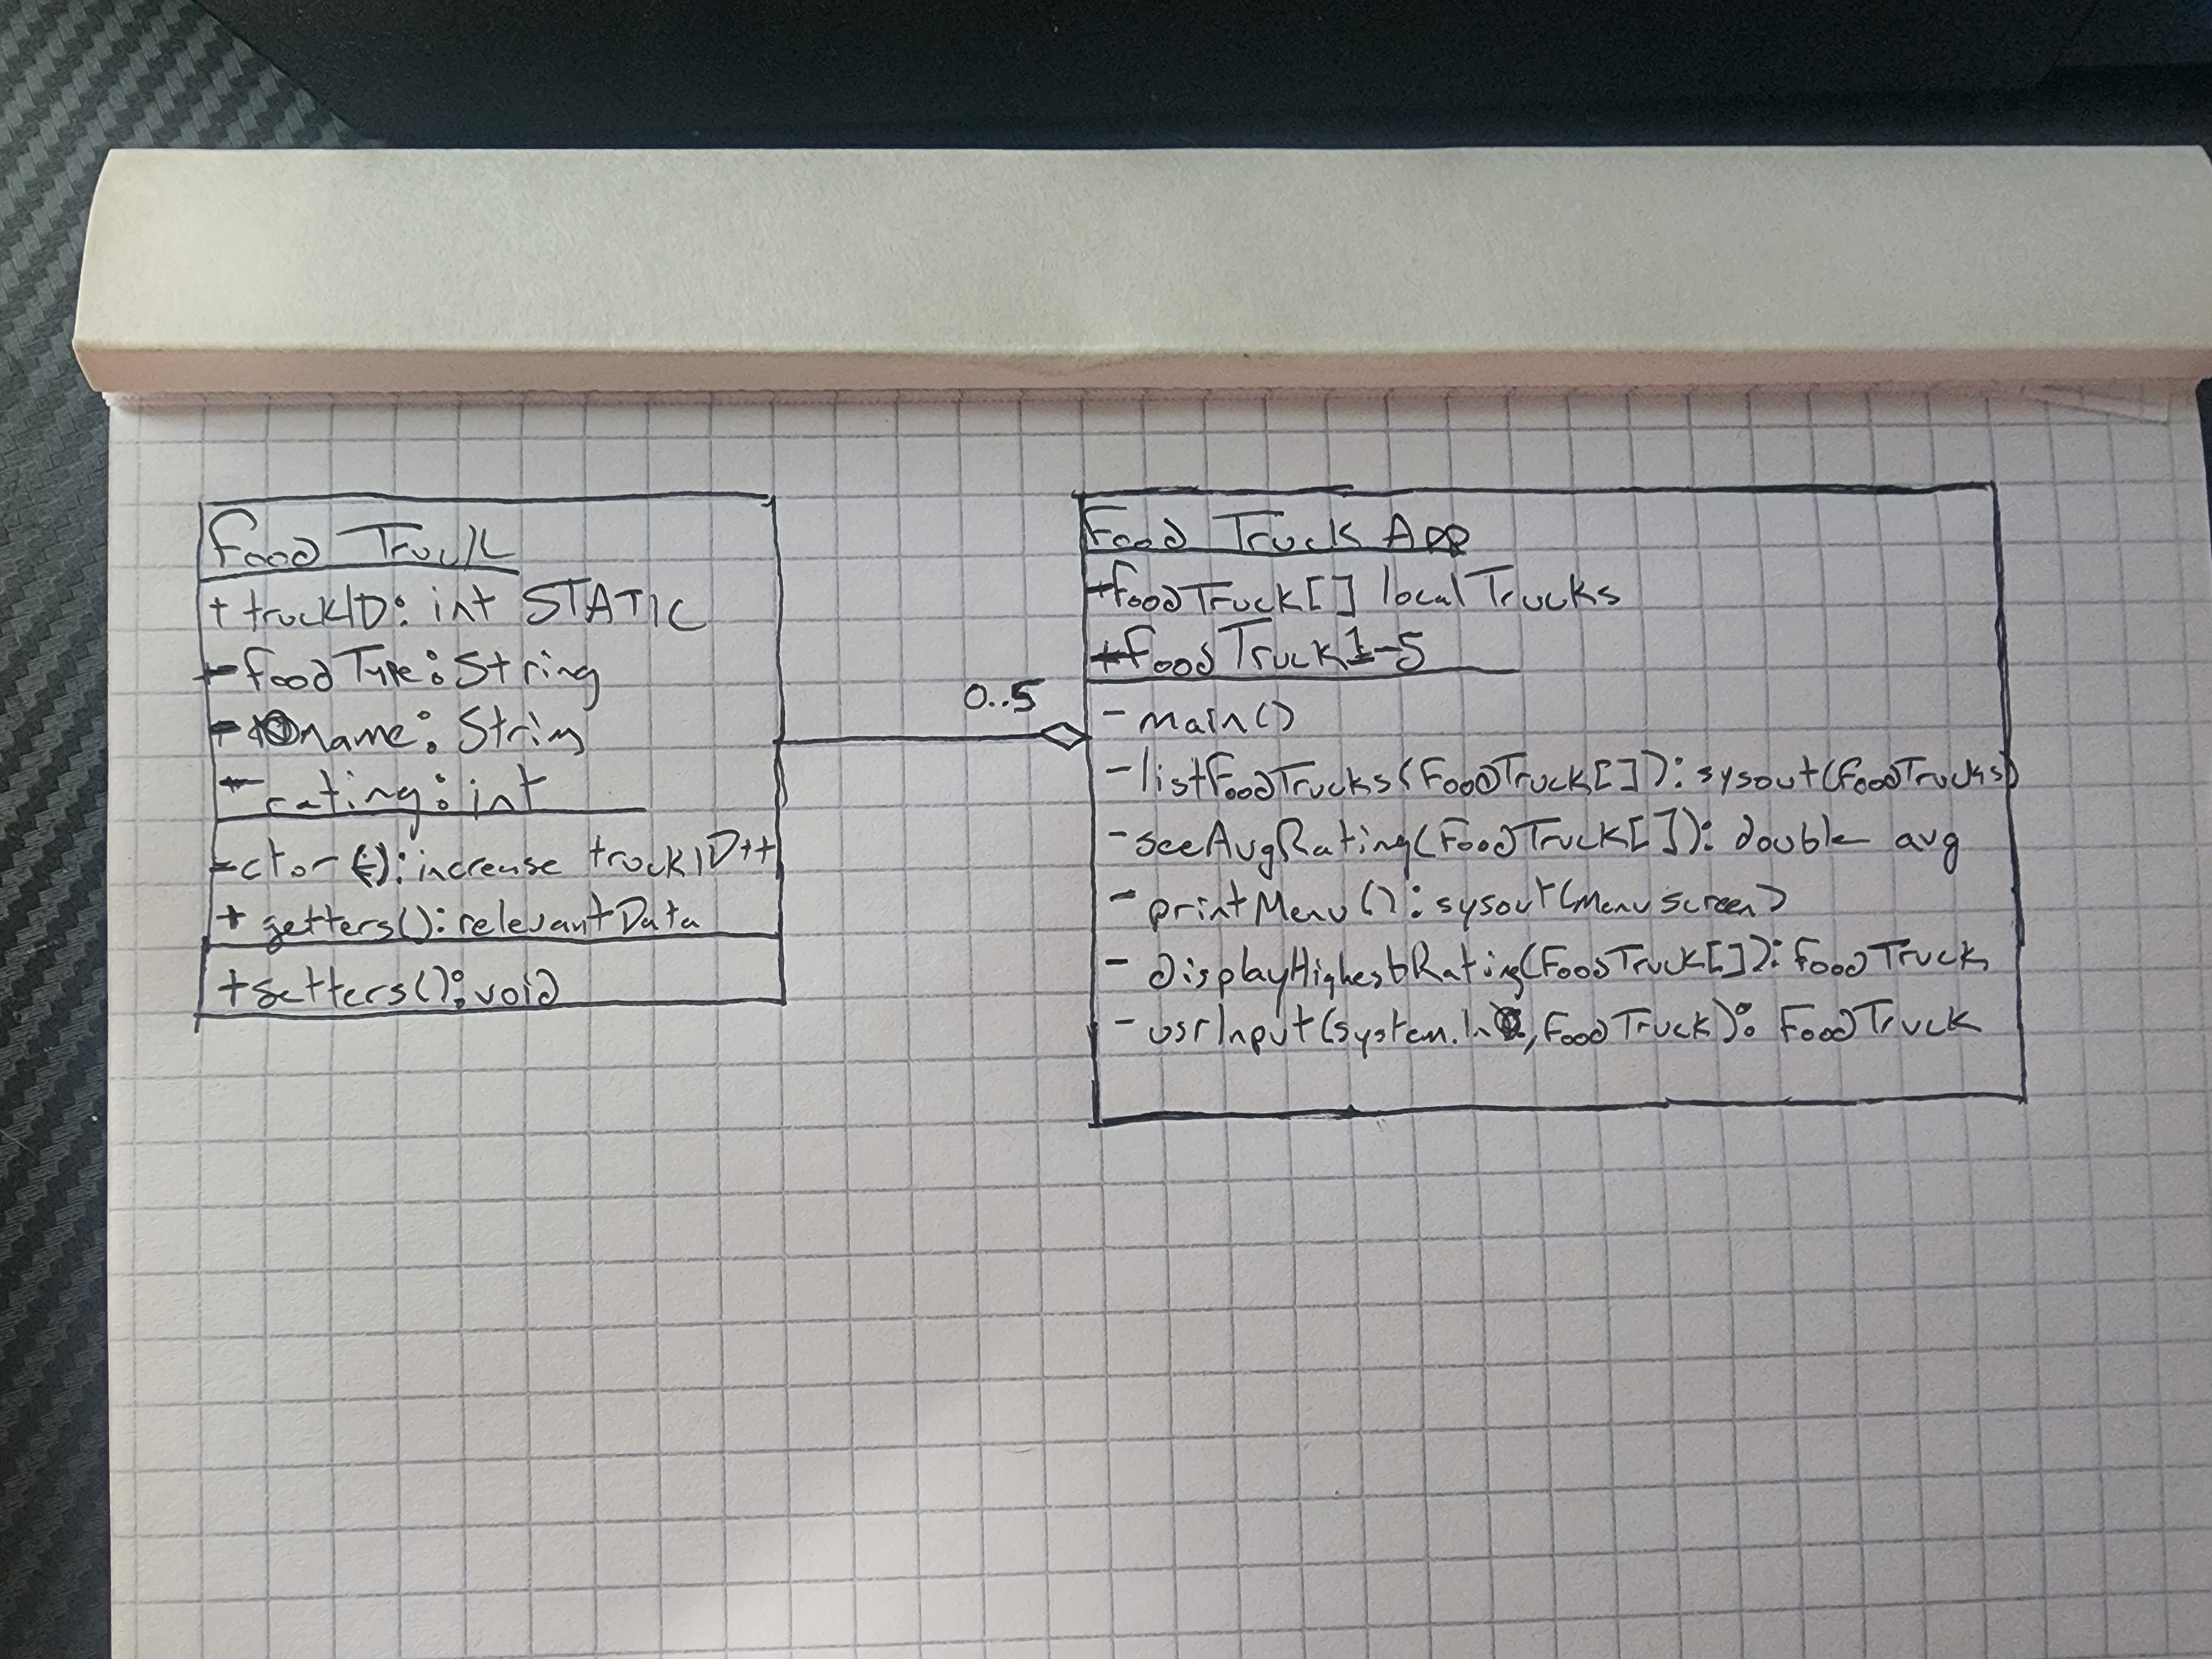 Food Truck
+ truckID: int STATIC
- foodType: String
- name: String
- rating: int
- ctor(): increase truckID++
+ getters(): relevantData
+ setters(): void
0..5
Food Truck App
+ FoodTruck[] localTrucks
+ FoodTruck1-5
- main()
- listFoodTrucks(FoodTruck[]): sysout(FoodTrucks)
- seeAvgRating(FoodTruck[]): double avg
- printMenu(): sysout(Menu screen)
- displayHighestRating(FoodTruck[]): FoodTruck
- usrInput(system.In, FoodTruck): FoodTruck